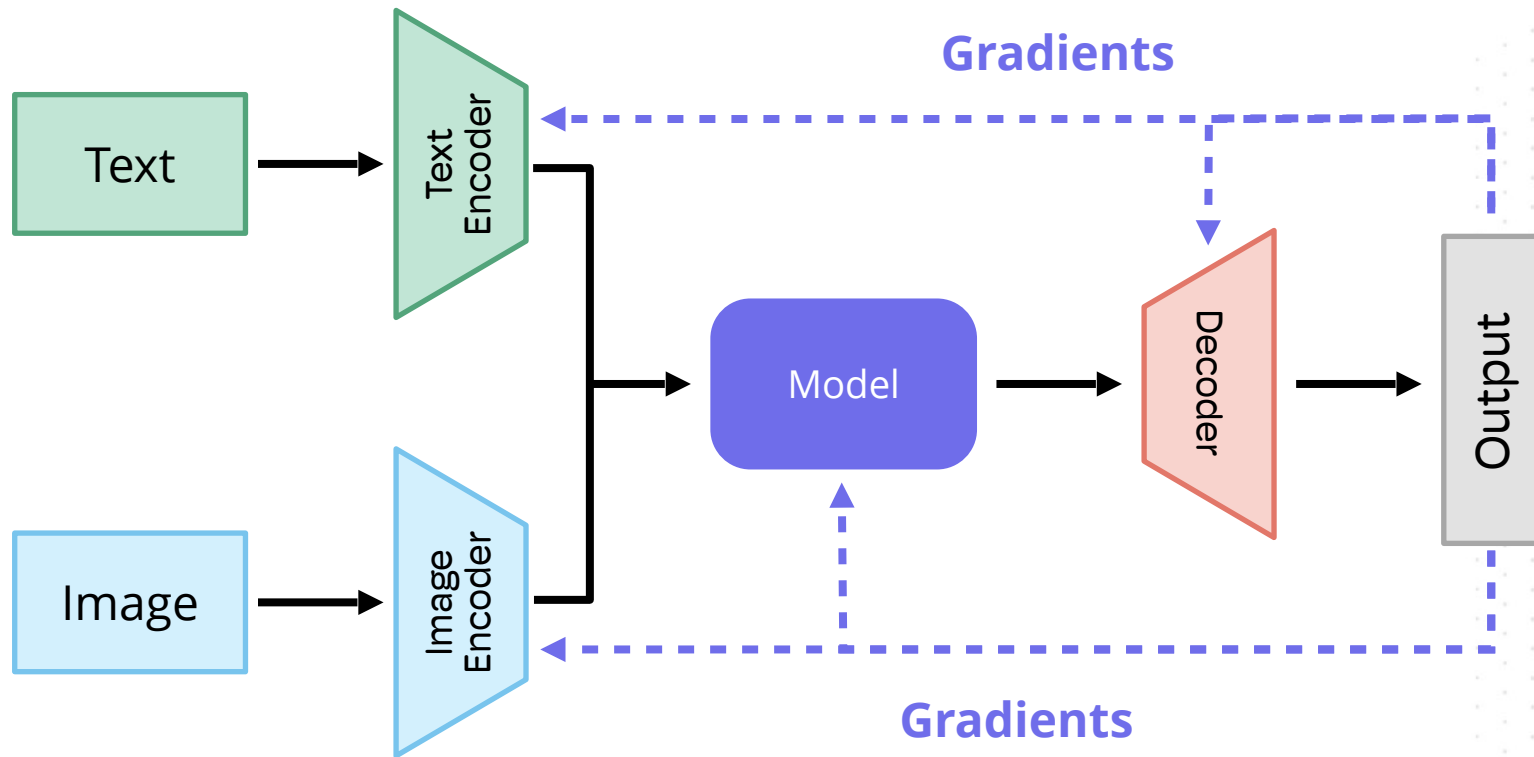 Gradients
Text
Text
Encoder
Model
Decoder
Output
Image
Image
Encoder
Gradients